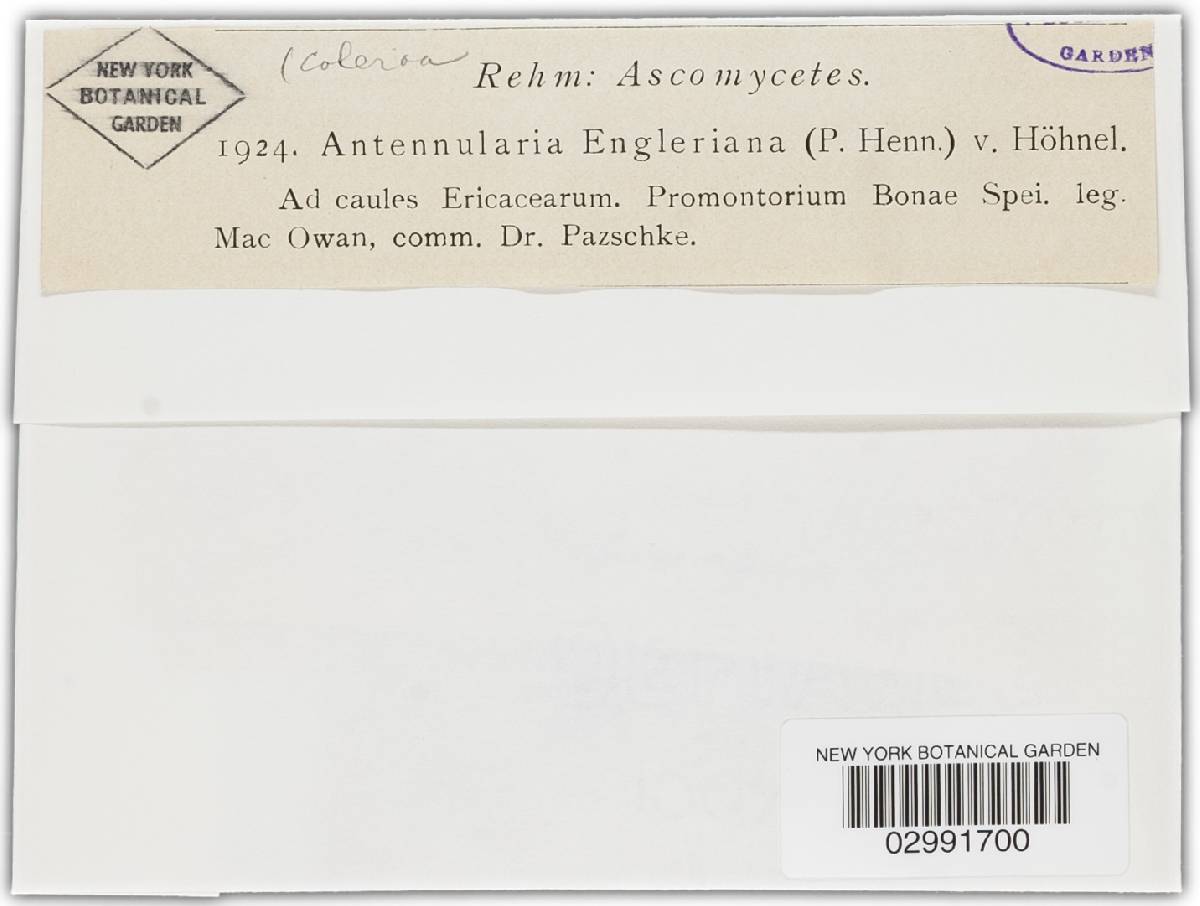 NEW YORK
BOTANICAL
GARDEN
(Coleroa
Rehm: Ascomycetes.
GARDEN
1924. Antennularia Engleriana (P. Henn.) v. Höhnel.
Ad caules Ericacearum. Promontorium Bonae Spei. leg.
Mac Owan, comm. Dr. Pazschke.
NEW YORK BOTANICAL GARDEN
02991700